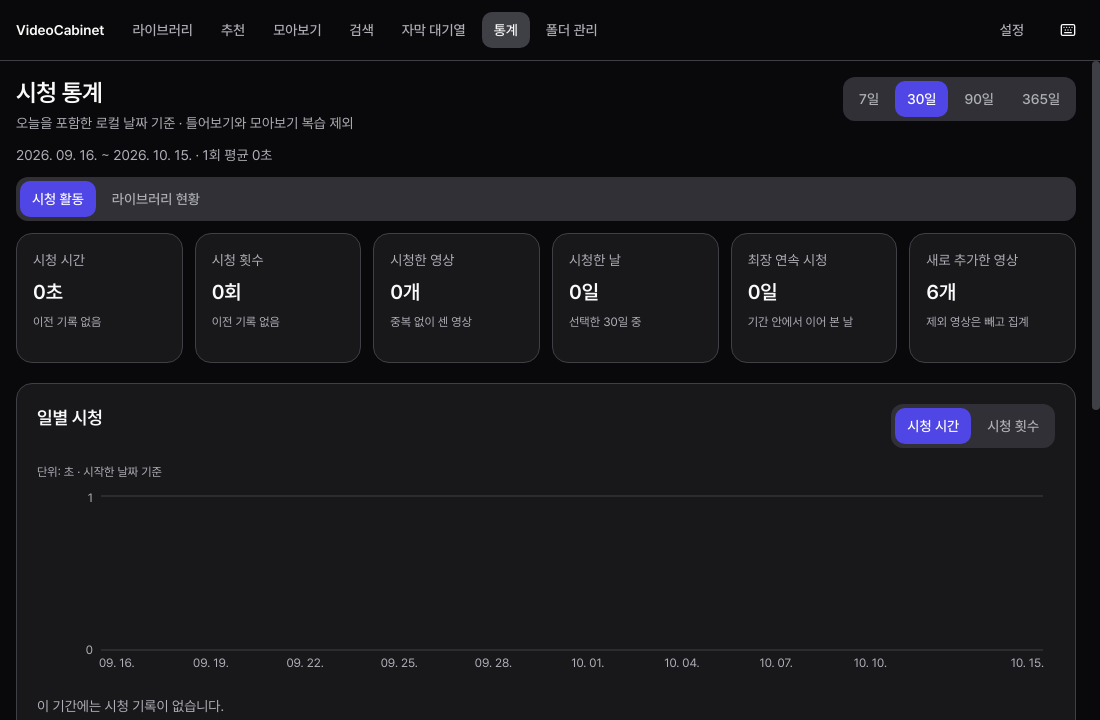 VideoCabinet 라이브러리 추천 모아보기 검색 자막 대기열 통계 폴더 관리 설정
시청 통계
7일 30일 90일 365일
오늘을 포함한 로컬 날짜 기준 · 틀어보기와 모아보기 복습 제외
2026. 09. 16. ~ 2026. 10. 15. · 1회 평균 0초
시청 활동 라이브러리 현황
시청 시간
0초
이전 기록 없음
시청 횟수
0회
이전 기록 없음
시청한 영상
0개
중복 없이 센 영상
시청한 날
0일
선택한 30일 중
최장 연속 시청
0일
기간 안에서 이어 본 날
새로 추가한 영상
6개
제외 영상은 빼고 집계
일별 시청
시청 시간 시청 횟수
단위: 초 · 시작한 날짜 기준
1
0
09. 16. 09. 19. 09. 22. 09. 25. 09. 28. 10. 01. 10. 04. 10. 07. 10. 10. 10. 15.
이 기간에는 시청 기록이 없습니다.